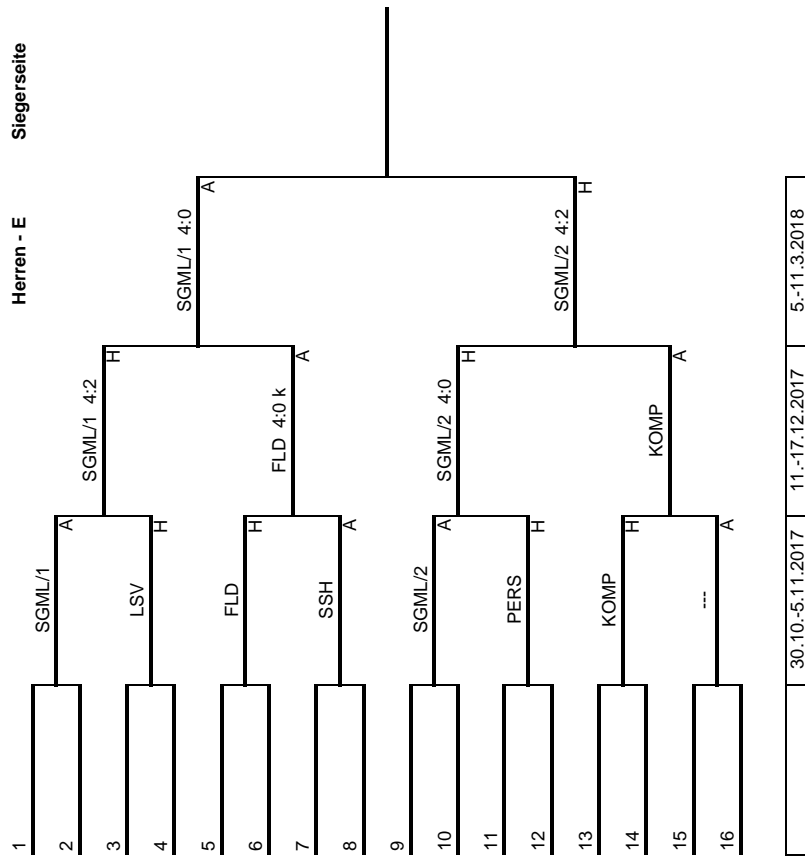 Herren - E   Siegerseite
1
2
3
4
5
6
7
8
9
10
11
12
13
14
15
16
SGML/1
A
LSV
H
FLD
H
SSH
A
SGML/2
A
PERS
H
KOMP
H
---
A
SGML/1 4:2
H
FLD 4:0 k
A
SGML/2 4:0
H
KOMP
A
SGML/1 4:0
A
SGML/2 4:2
H
30.10.-5.11.2017   11.-17.12.2017   5.-11.3.2018